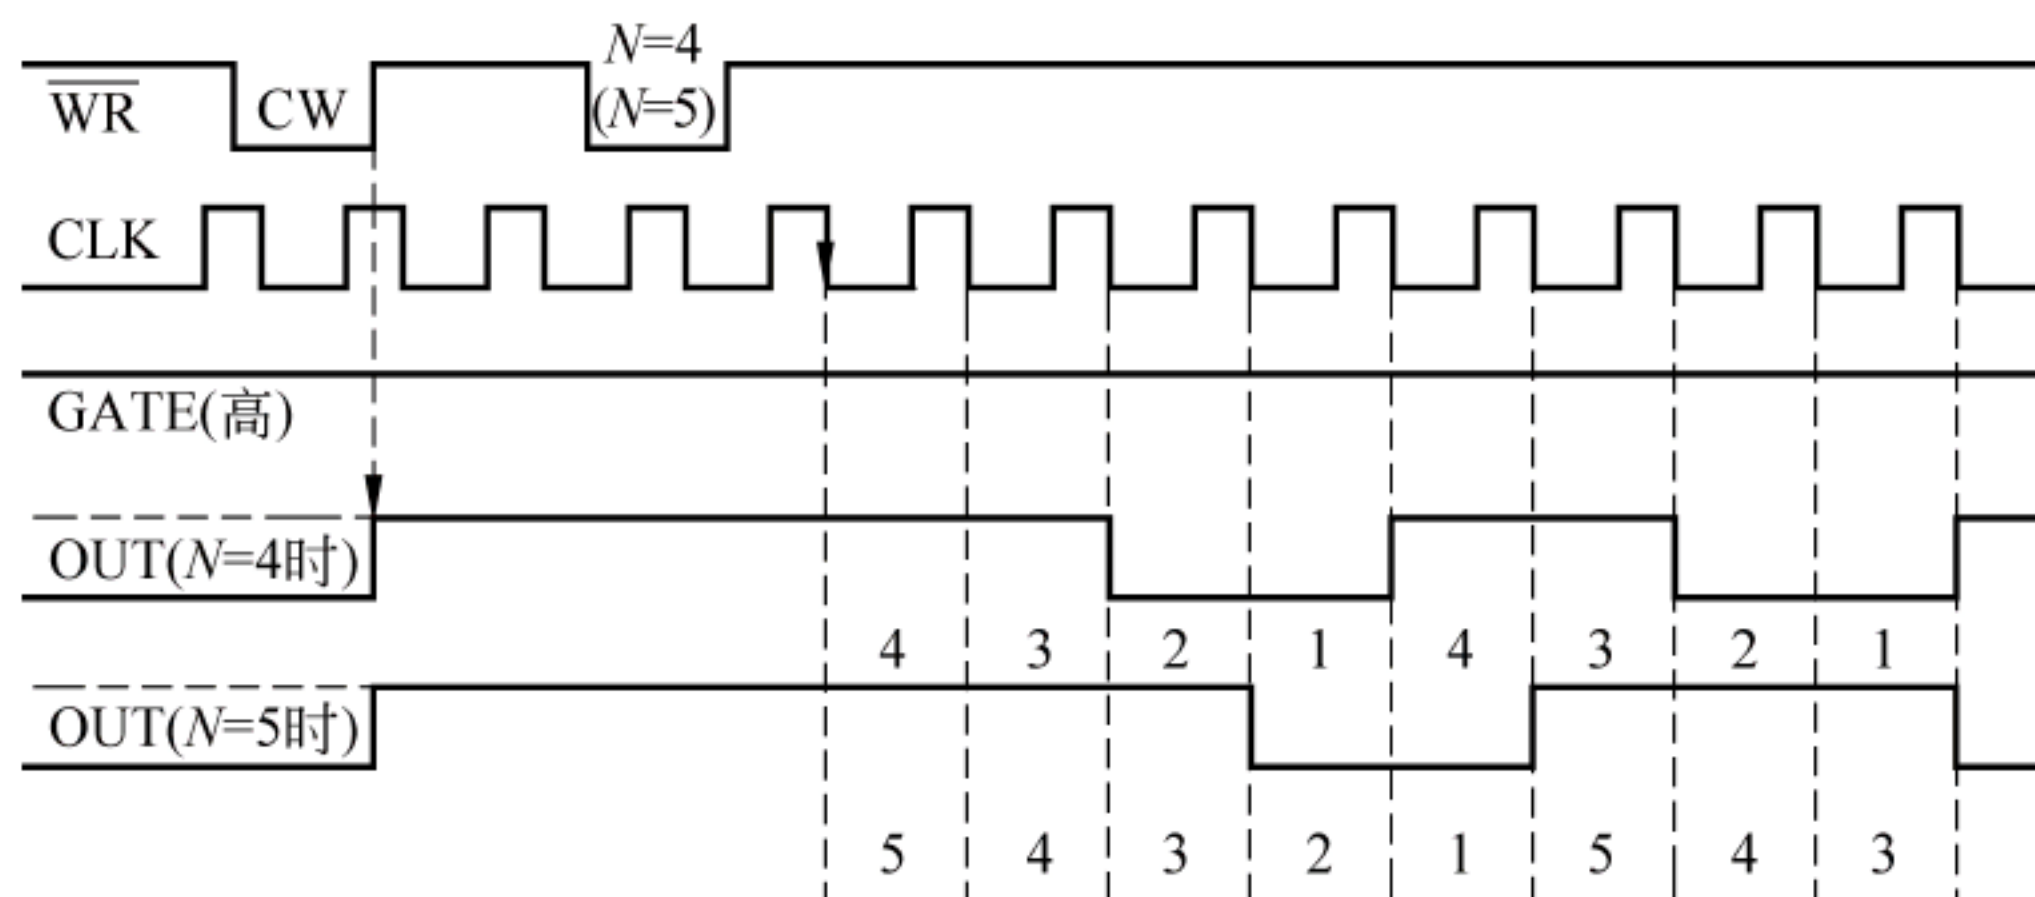 N=4
WR CW (N=5)
CLK
GATE(高)
OUT(N=4时)
4 3 2 1 4 3 2 1
OUT(N=5时)
5 4 3 2 1 5 4 3